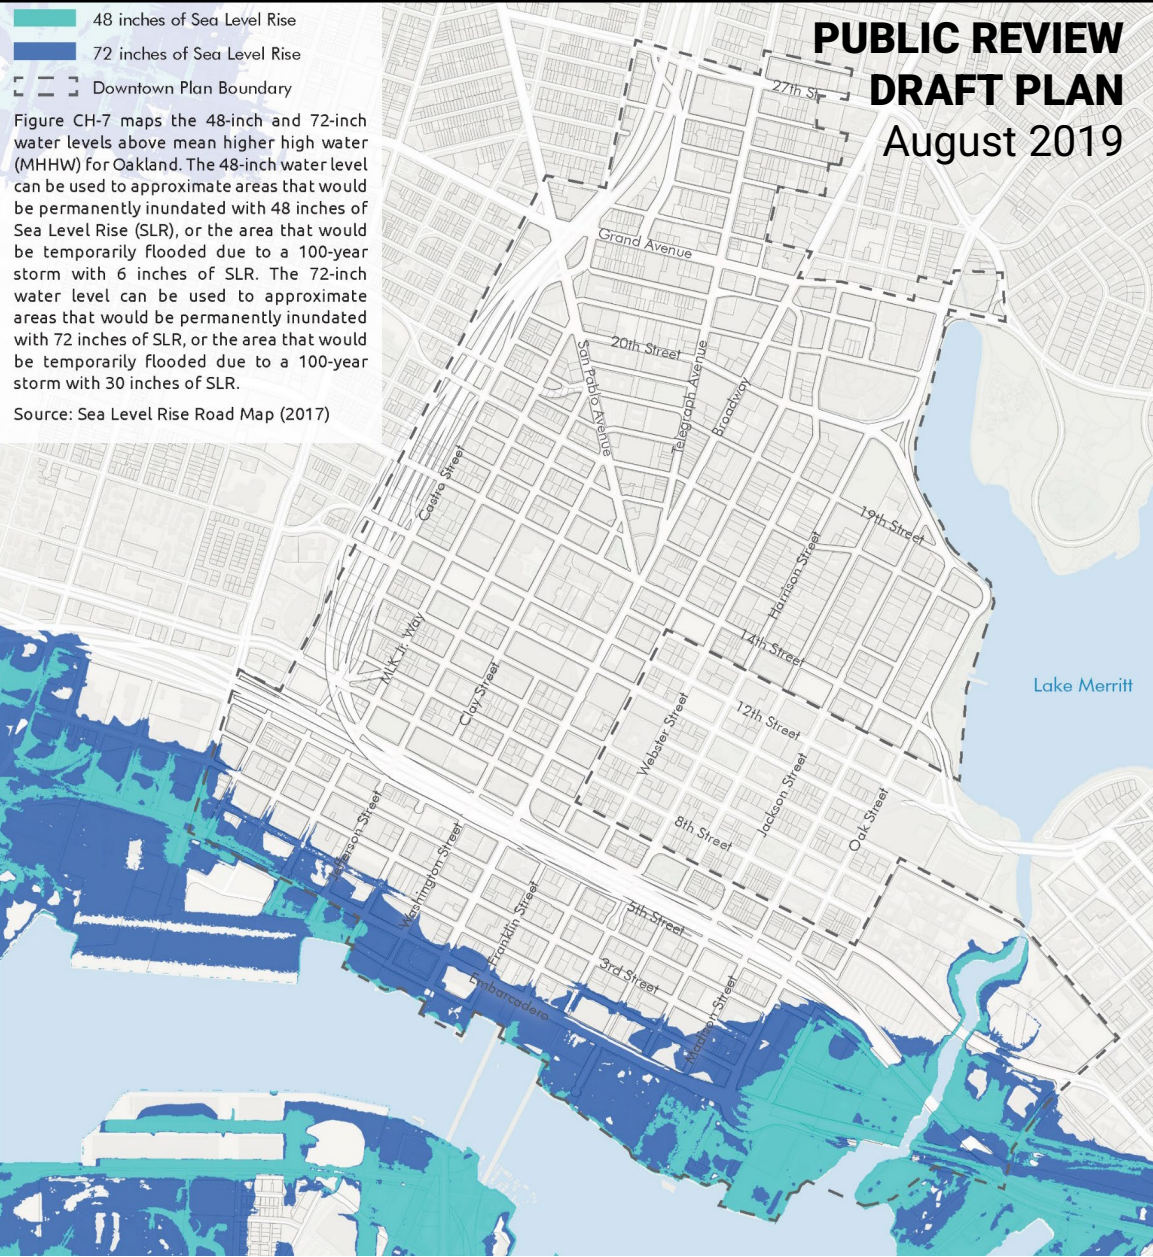 48 inches of Sea Level Rise
72 inches of Sea Level Rise
Downtown Plan Boundary
Figure CH-7 maps the 48-inch and 72-inch
water levels above mean higher high water
(MHHW) for Oakland. The 48-inch water level
can be used to approximate areas that would
be permanently inundated with 48 inches of
Sea Level Rise (SLR), or the area that would
be temporarily flooded due to a 100-year
storm with 6 inches of SLR. The 72-inch
water level can be used to approximate
areas that would be permanently inundated
with 72 inches of SLR, or the area that would
be temporarily flooded due to a 100-year
storm with 30 inches of SLR.
Source: Sea Level Rise Road Map (2017)
PUBLIC REVIEW
DRAFT PLAN
August 2019
27th St
Grand Avenue
20th Street
San Pablo Avenue
Telegraph Avenue
Broadway
Castro Street
19th Street
Harrison Street
14th Street
MLK Jr. Way
Clay Street
Lake Merritt
12th Street
Webster Street
Jackson Street
Oak Street
8th Street
Jefferson Street
Washington Street
Franklin Street
5th Street
3rd Street
Embarcadero
Madison Street